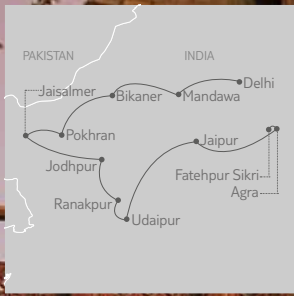 PAKISTAN
INDIA
Delhi
Jaisalmer
Bikaner
Mandawa
Pokhran
Jaipur
Jodhpur
Fatehpur Sikri
Agra
Ranakpur
Udaipur